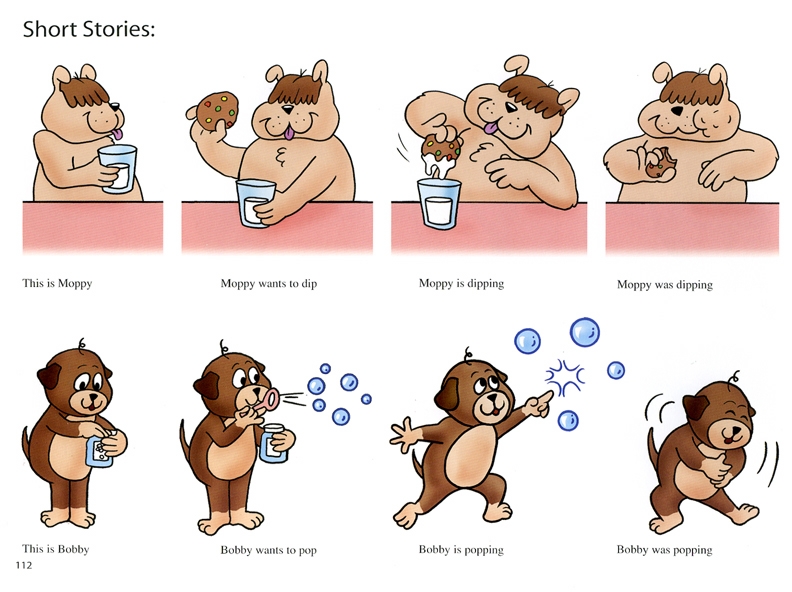 Short Stories:
This is Moppy
Moppy wants to dip
Moppy is dipping
Moppy was dipping
This is Bobby
Bobby wants to pop
Bobby is popping
Bobby was popping
112